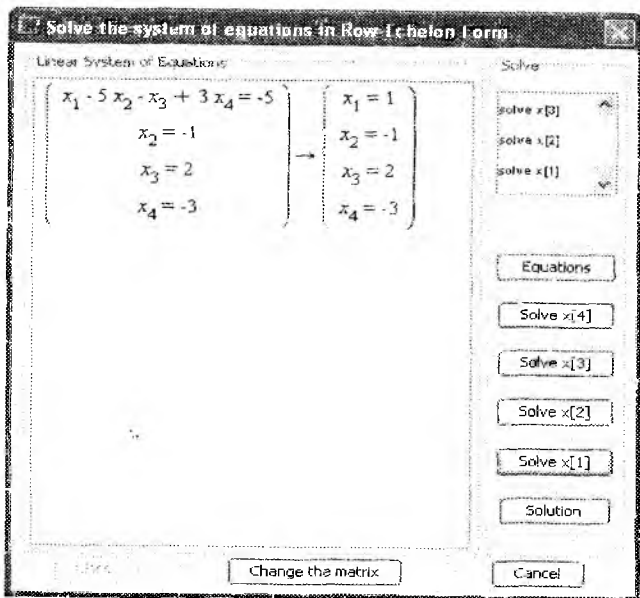 Solve the system of equations in Row-Echelon Form
Linear System of Equations
x₁ - 5 x₂ - x₃ + 3 x₄ = -5
x₂ = -1
x₃ = 2
x₄ = -3
→
x₁ = 1
x₂ = -1
x₃ = 2
x₄ = -3
Solve
solve x[3]
solve x[2]
solve x[1]
Equations
Solve x[4]
Solve x[3]
Solve x[2]
Solve x[1]
Solution
Change the matrix
Cancel